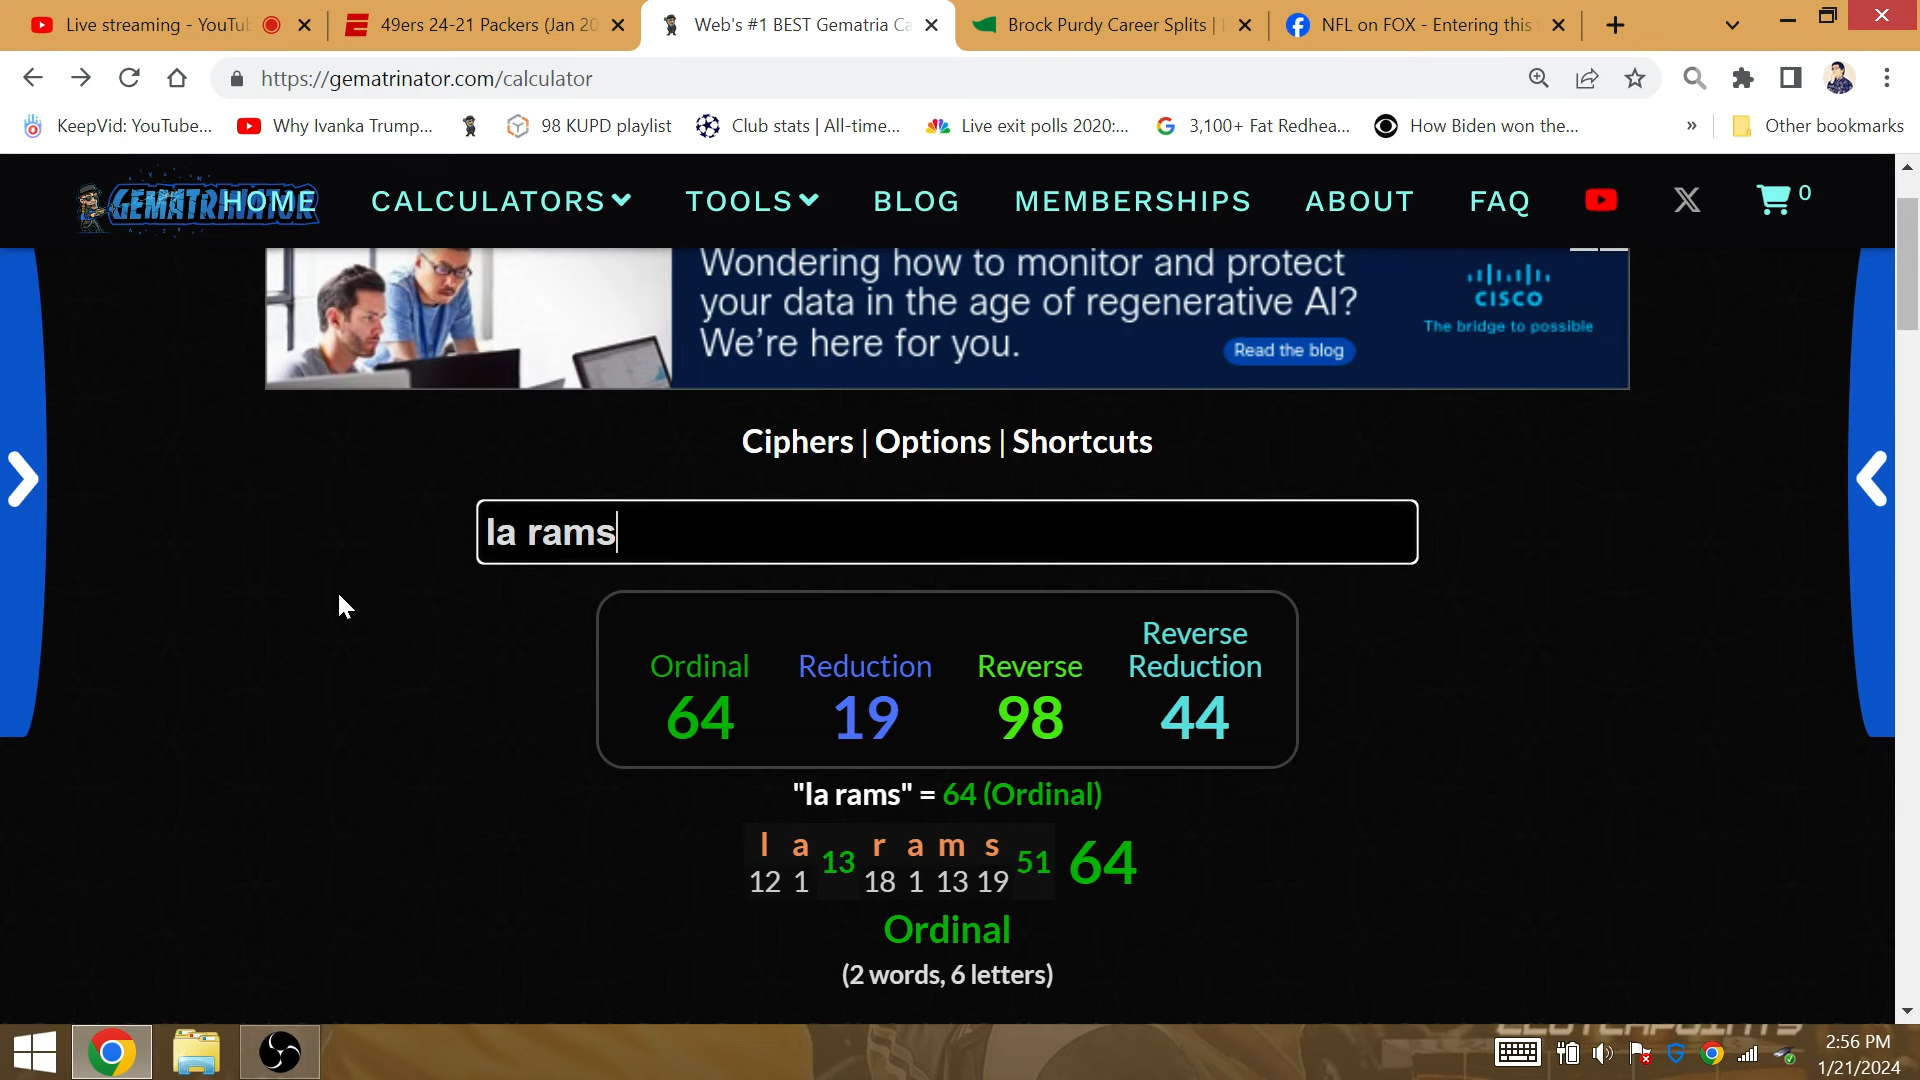 Live streaming - YouTub
49ers 24-21 Packers (Jan 20
Web's #1 BEST Gematria Ca
Brock Purdy Career Splits |
NFL on FOX - Entering this
https://gematrinator.com/calculator
KeepVid: YouTube...
Why Ivanka Trump...
98 KUPD playlist
Club stats | All-time...
Live exit polls 2020:...
3,100+ Fat Redhea...
How Biden won the...
»
Other bookmarks
GEMATRINATOR
HOME
CALCULATORS
TOOLS
BLOG
MEMBERSHIPS
ABOUT
FAQ
0
Wondering how to monitor and protect
your data in the age of regenerative AI?
We're here for you.
Read the blog
CISCO
The bridge to possible
Ciphers | Options | Shortcuts
la rams
Ordinal
64
Reduction
19
Reverse
98
Reverse
Reduction
44
"la rams" = 64 (Ordinal)
l a 13 r a m s 51 64
12 1 18 1 13 19
Ordinal
(2 words, 6 letters)
CLUTCHPOINTS
2:56 PM
1/21/2024